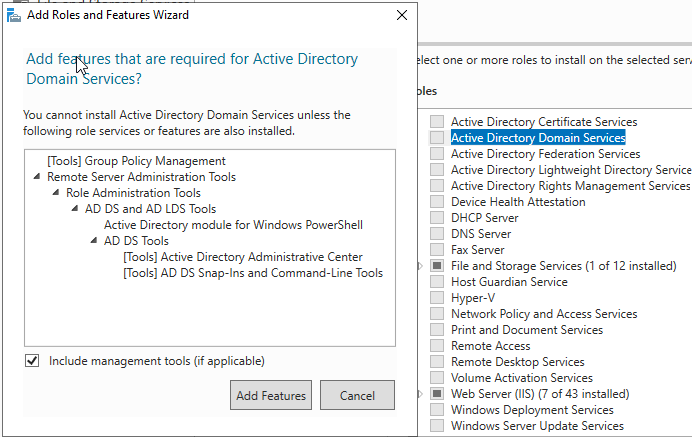 Add Roles and Features Wizard
Add features that are required for Active Directory
Domain Services?
You cannot install Active Directory Domain Services unless the
following role services or features are also installed.
[Tools] Group Policy Management
Remote Server Administration Tools
Role Administration Tools
AD DS and AD LDS Tools
Active Directory module for Windows PowerShell
AD DS Tools
[Tools] Active Directory Administrative Center
[Tools] AD DS Snap-Ins and Command-Line Tools
Include management tools (if applicable)
Add Features
Cancel
elect one or more roles to install on the selected ser
oles
Active Directory Certificate Services
Active Directory Domain Services
Active Directory Federation Services
Active Directory Lightweight Directory Service
Active Directory Rights Management Services
Device Health Attestation
DHCP Server
DNS Server
Fax Server
File and Storage Services (1 of 12 installed)
Host Guardian Service
Hyper-V
Network Policy and Access Services
Print and Document Services
Remote Access
Remote Desktop Services
Volume Activation Services
Web Server (IIS) (7 of 43 installed)
Windows Deployment Services
Windows Server Update Services